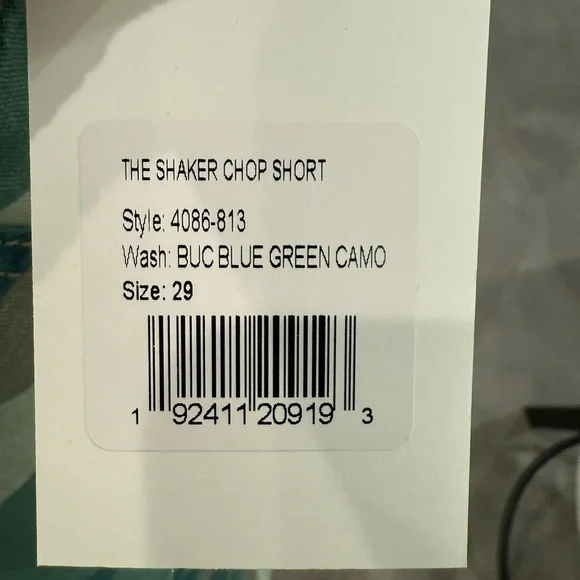 THE SHAKER CHOP SHORT
Style: 4086-813
Wash: BUC BLUE GREEN CAMO
Size: 29
1 92411 20919 3